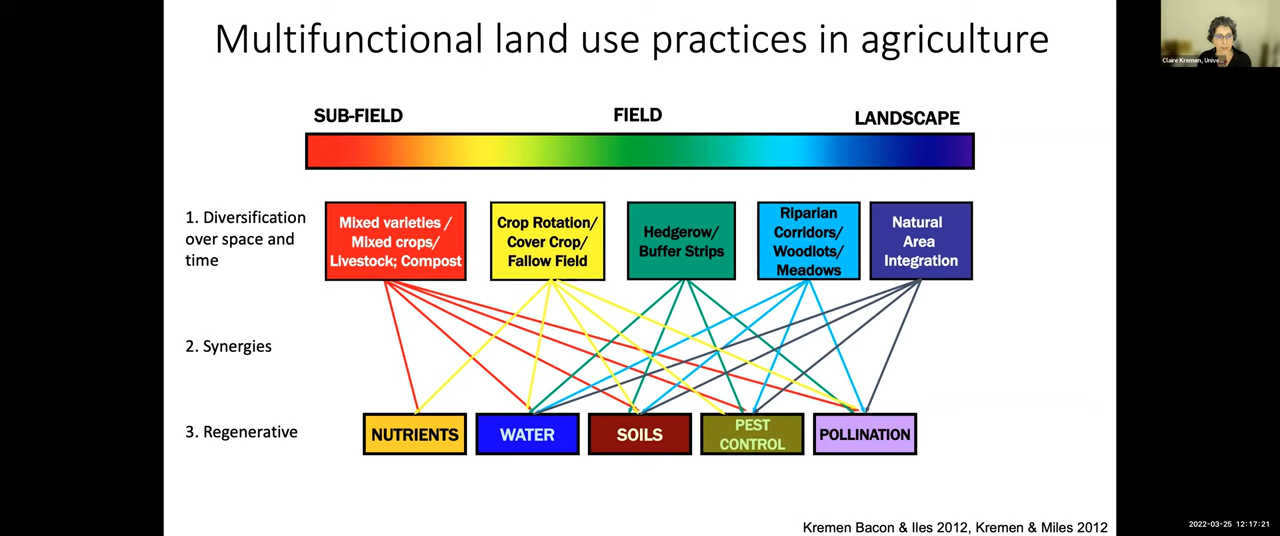 Multifunctional land use practices in agriculture
Claire Kremen, Unive...
SUB-FIELD
FIELD
LANDSCAPE
1. Diversification
over space and
time
Mixed varieties /
Mixed crops/
Livestock; Compost
Crop Rotation/
Cover Crop/
Fallow Field
Hedgerow/
Buffer Strips
Riparian
Corridors/
Woodlots/
Meadows
Natural
Area
Integration
2. Synergies
3. Regenerative
NUTRIENTS
WATER
SOILS
PEST
CONTROL
POLLINATION
Kremen Bacon & Iles 2012, Kremen & Miles 2012
2022-03-25 12:17:21